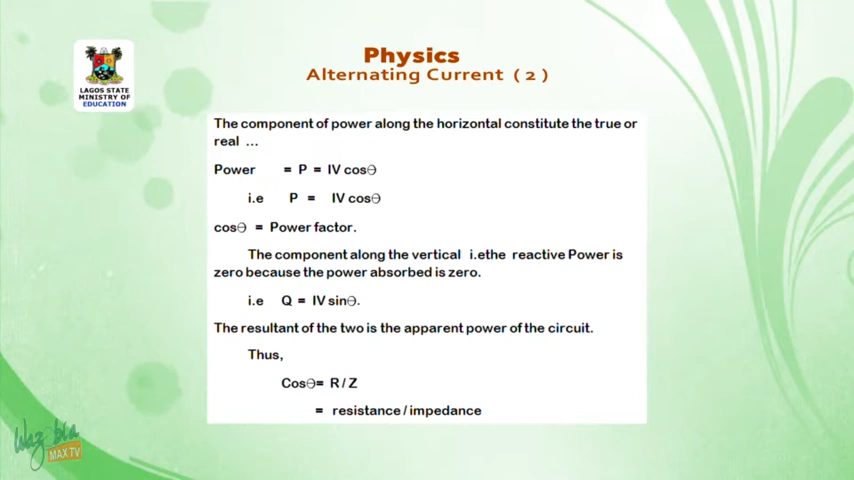 Physics
Alternating Current ( 2 )
LAGOS STATE
MINISTRY OF
EDUCATION
The component of power along the horizontal constitute the true or
real ...
Power = P = IV cosΘ
i.e P = IV cosΘ
cosΘ = Power factor.
The component along the vertical i.ethe reactive Power is
zero because the power absorbed is zero.
i.e Q = IV sinΘ.
The resultant of the two is the apparent power of the circuit.
Thus,
CosΘ= R / Z
= resistance / impedance
Wazobia
MAX TV